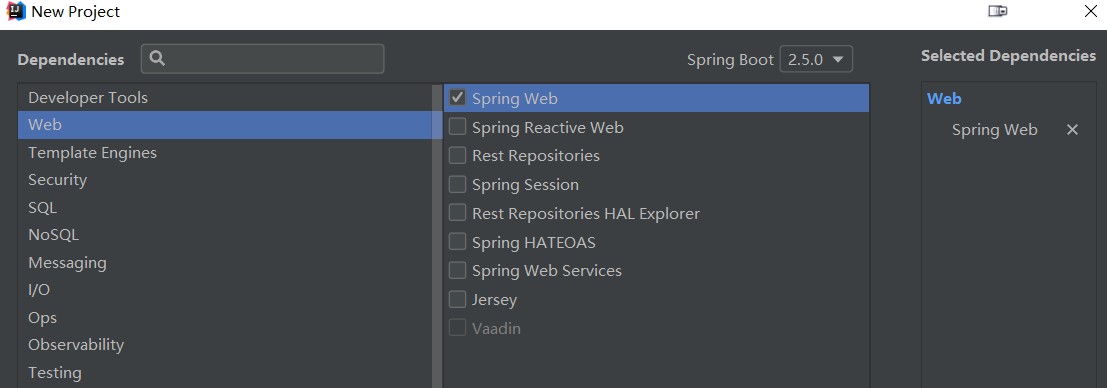 New Project
Dependencies
Spring Boot 2.5.0
Selected Dependencies
Developer Tools
Web
Template Engines
Security
SQL
NoSQL
Messaging
I/O
Ops
Observability
Testing
Spring Web
Spring Reactive Web
Rest Repositories
Spring Session
Rest Repositories HAL Explorer
Spring HATEOAS
Spring Web Services
Jersey
Vaadin
Web
Spring Web